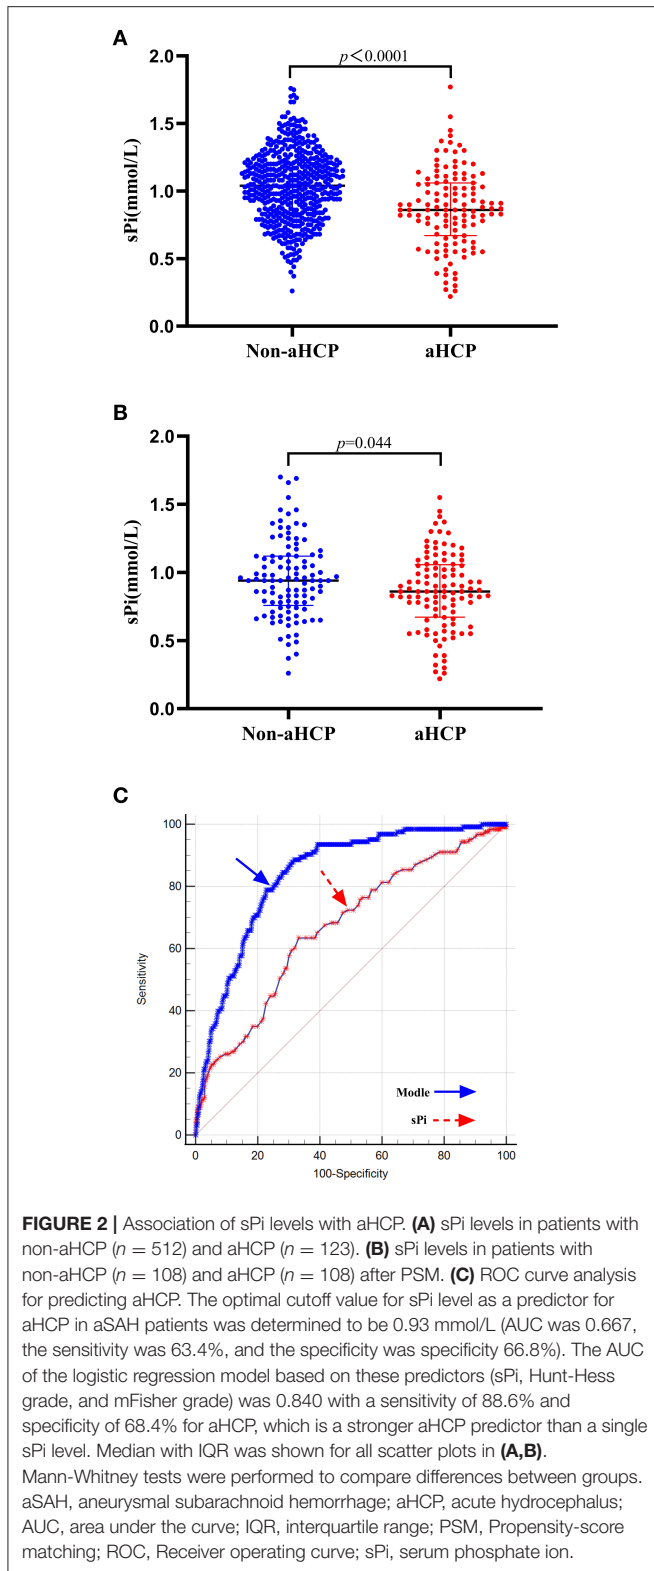 A
p<0.0001
2.0
1.5
1.0
0.5
0.0
sPi(mmol/L)
Non-aHCP aHCP
B
p=0.044
2.0
1.5
1.0
0.5
0.0
sPi(mmol/L)
Non-aHCP aHCP
C
100
80
60
40
20
0
Sensitivity
Modle
sPi
0 20 40 60 80 100
100-Specificity
FIGURE 2 | Association of sPi levels with aHCP. (A) sPi levels in patients with
non-aHCP (n = 512) and aHCP (n = 123). (B) sPi levels in patients with
non-aHCP (n = 108) and aHCP (n = 108) after PSM. (C) ROC curve analysis
for predicting aHCP. The optimal cutoff value for sPi level as a predictor for
aHCP in aSAH patients was determined to be 0.93 mmol/L (AUC was 0.667,
the sensitivity was 63.4%, and the specificity was specificity 66.8%). The AUC
of the logistic regression model based on these predictors (sPi, Hunt-Hess
grade, and mFisher grade) was 0.840 with a sensitivity of 88.6% and
specificity of 68.4% for aHCP, which is a stronger aHCP predictor than a single
sPi level. Median with IQR was shown for all scatter plots in (A,B).
Mann-Whitney tests were performed to compare differences between groups.
aSAH, aneurysmal subarachnoid hemorrhage; aHCP, acute hydrocephalus;
AUC, area under the curve; IQR, interquartile range; PSM, Propensity-score
matching; ROC, Receiver operating curve; sPi, serum phosphate ion.